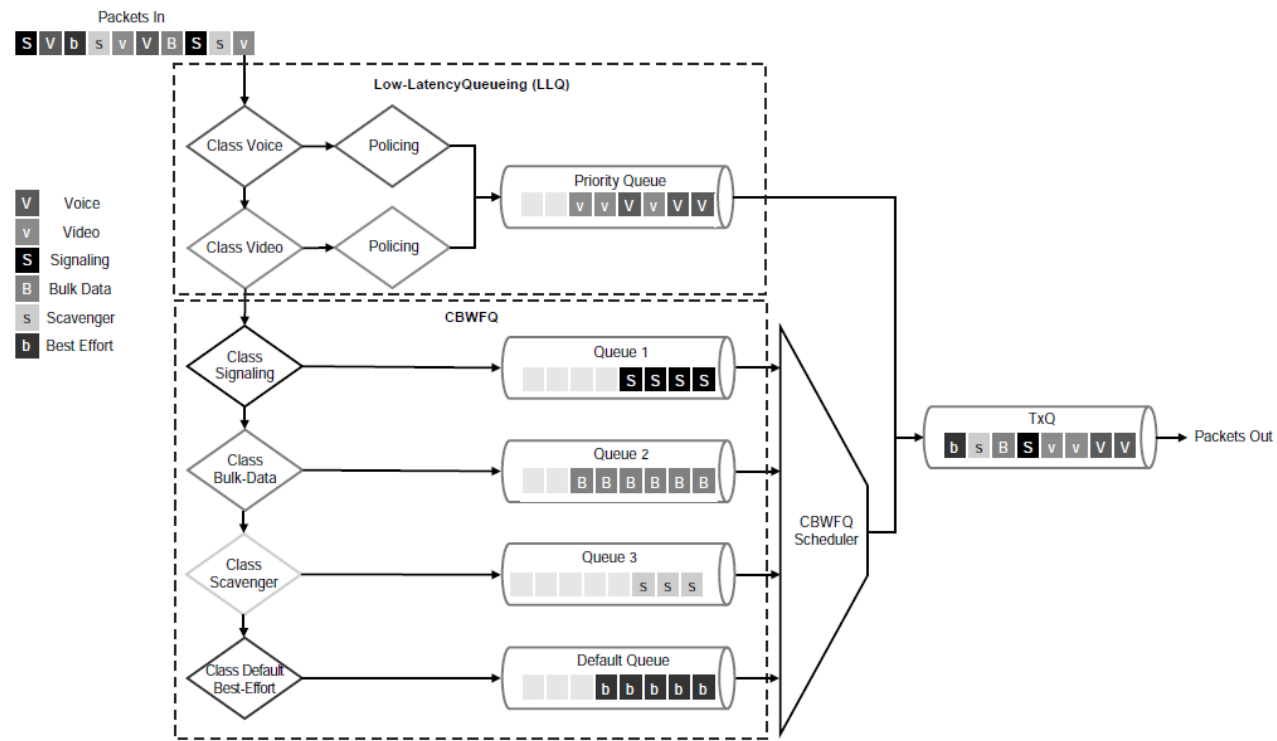 Packets In
S V b s v V B S s v
Low-LatencyQueueing (LLQ)
Class Voice
Policing
Priority Queue
v v V v V V
Class Video
Policing
V Voice
v Video
S Signaling
B Bulk Data
s Scavenger
b Best Effort
CBWFQ
Class
Signaling
Queue 1
S S S S
Class
Bulk-Data
Queue 2
B B B B B B
Class
Scavenger
Queue 3
s s s
Class Default
Best-Effort
Default Queue
b b b b b
CBWFQ
Scheduler
TxQ
b s B S v v V V
Packets Out